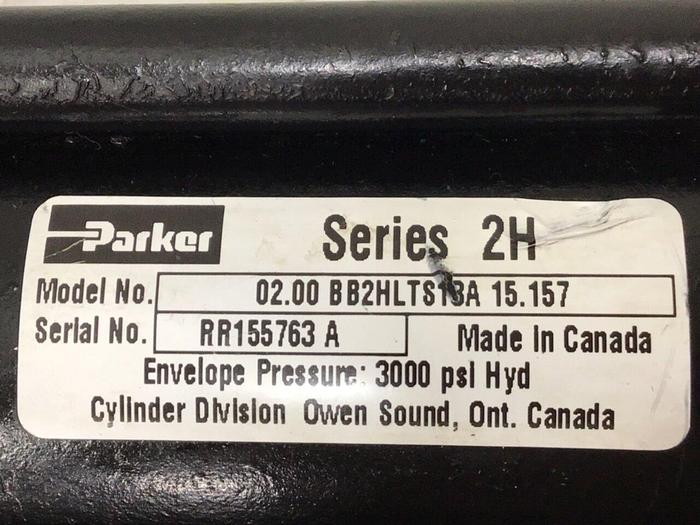 Parker
Series 2H
Model No. 02.00 BB2HLTS13A 15.157
Serial No. RR155763 A
Made In Canada
Envelope Pressure: 3000 psi Hyd
Cylinder Division Owen Sound, Ont. Canada